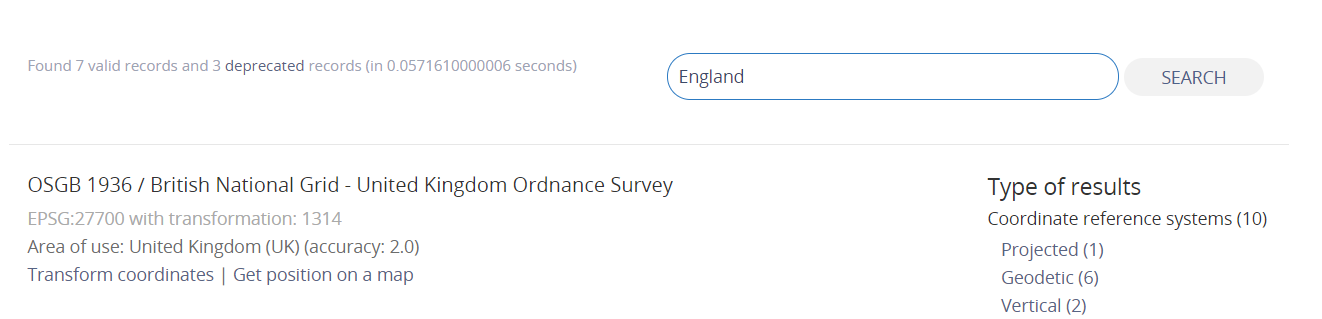 Found 7 valid records and 3 deprecated records (in 0.0571610000006 seconds)
England
SEARCH
OSGB 1936 / British National Grid - United Kingdom Ordnance Survey
EPSG:27700 with transformation: 1314
Area of use: United Kingdom (UK) (accuracy: 2.0)
Transform coordinates | Get position on a map
Type of results
Coordinate reference systems (10)
Projected (1)
Geodetic (6)
Vertical (2)